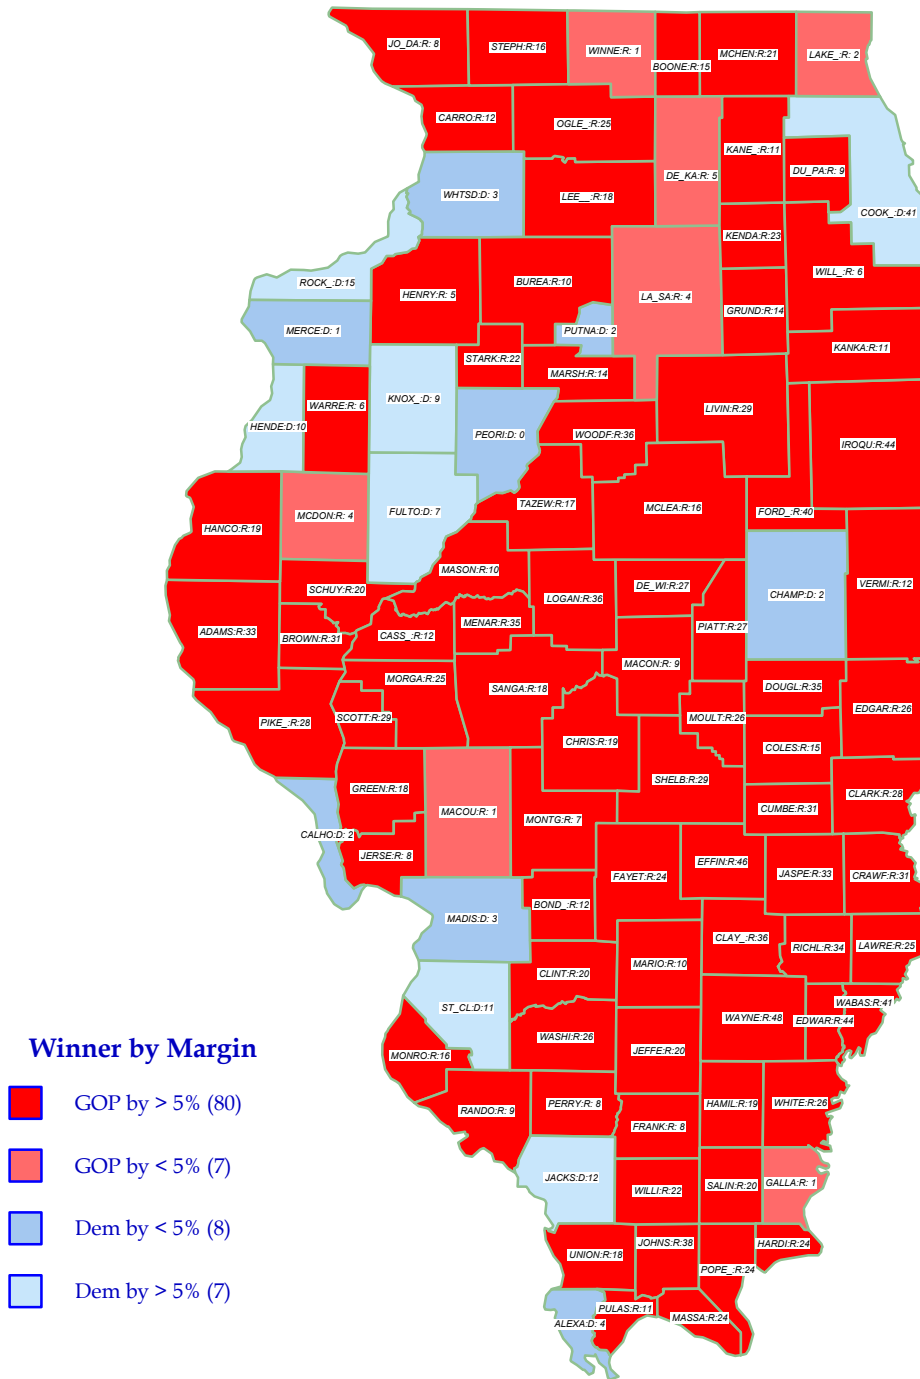 JO_DA:R: 8
STEPH:R:16
WINNE:R: 1
BOONE:R:15
MCHEN:R:21
LAKE_:R: 2
CARRO:R:12
OGLE_:R:25
KANE_:R:11
DU_PA:R: 9
DE_KA:R: 5
WHTSD:D: 3
LEE__:R:18
COOK_:D:41
KENDA:R:23
WILL_:R: 6
ROCK_:D:15
HENRY:R: 5
BUREA:R:10
LA_SA:R: 4
GRUND:R:14
MERCE:D: 1
PUTNA:D: 2
KANKA:R:11
STARK:R:22
MARSH:R:14
WARRE:R: 6
KNOX_:D: 9
LIVIN:R:29
HENDE:D:10
PEORI:D: 0
WOODF:R:36
IROQU:R:44
HANCO:R:19
MCDON:R: 4
FULTO:D: 7
TAZEW:R:17
MCLEA:R:16
FORD_:R:40
MASON:R:10
SCHUY:R:20
LOGAN:R:36
DE_WI:R:27
CHAMP:D: 2
VERMI:R:12
ADAMS:R:33
BROWN:R:31
CASS_:R:12
MENAR:R:35
PIATT:R:27
MACON:R: 9
MORGA:R:25
SANGA:R:18
DOUGL:R:35
EDGAR:R:26
PIKE_:R:28
SCOTT:R:29
CHRIS:R:19
MOULT:R:26
COLES:R:15
SHELB:R:29
GREEN:R:18
MACOU:R: 1
MONTG:R: 7
CUMBE:R:31
CLARK:R:28
CALHO:D: 2
JERSE:R: 8
FAYET:R:24
EFFIN:R:46
JASPE:R:33
CRAWF:R:31
MADIS:D: 3
BOND_:R:12
CLAY_:R:36
RICHL:R:34
LAWRE:R:25
MARIO:R:10
CLINT:R:20
WABAS:R:41
ST_CL:D:11
WASHI:R:26
WAYNE:R:48
EDWAR:R:44
JEFFE:R:20
MONRO:R:16
RANDO:R: 9
PERRY:R: 8
HAMIL:R:19
WHITE:R:26
FRANK:R: 8
JACKS:D:12
WILLI:R:22
SALIN:R:20
GALLA:R: 1
UNION:R:18
JOHNS:R:38
HARDI:R:24
POPE_:R:24
ALEXA:D: 4
PULAS:R:11
MASSA:R:24
Winner by Margin
GOP by > 5% (80)
GOP by < 5% (7)
Dem by < 5% (8)
Dem by > 5% (7)